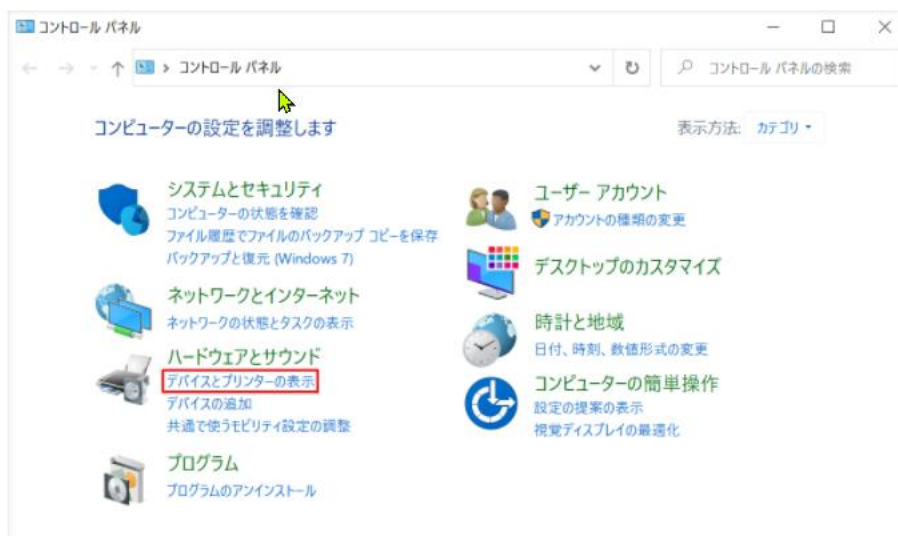 コントロール パネル
コントロール パネル
コントロール パネルの検索
コンピューターの設定を調整します
表示方法: カテゴリ
システムとセキュリティ
コンピューターの状態を確認
ファイル履歴でファイルのバックアップ コピーを保存
バックアップと復元 (Windows 7)
ネットワークとインターネット
ネットワークの状態とタスクの表示
ハードウェアとサウンド
デバイスとプリンターの表示
デバイスの追加
共通で使うモビリティ設定の調整
プログラム
プログラムのアンインストール
ユーザー アカウント
アカウントの種類の変更
デスクトップのカスタマイズ
時計と地域
日付、時刻、数値形式の変更
コンピューターの簡単操作
設定の提案の表示
視覚ディスプレイの最適化